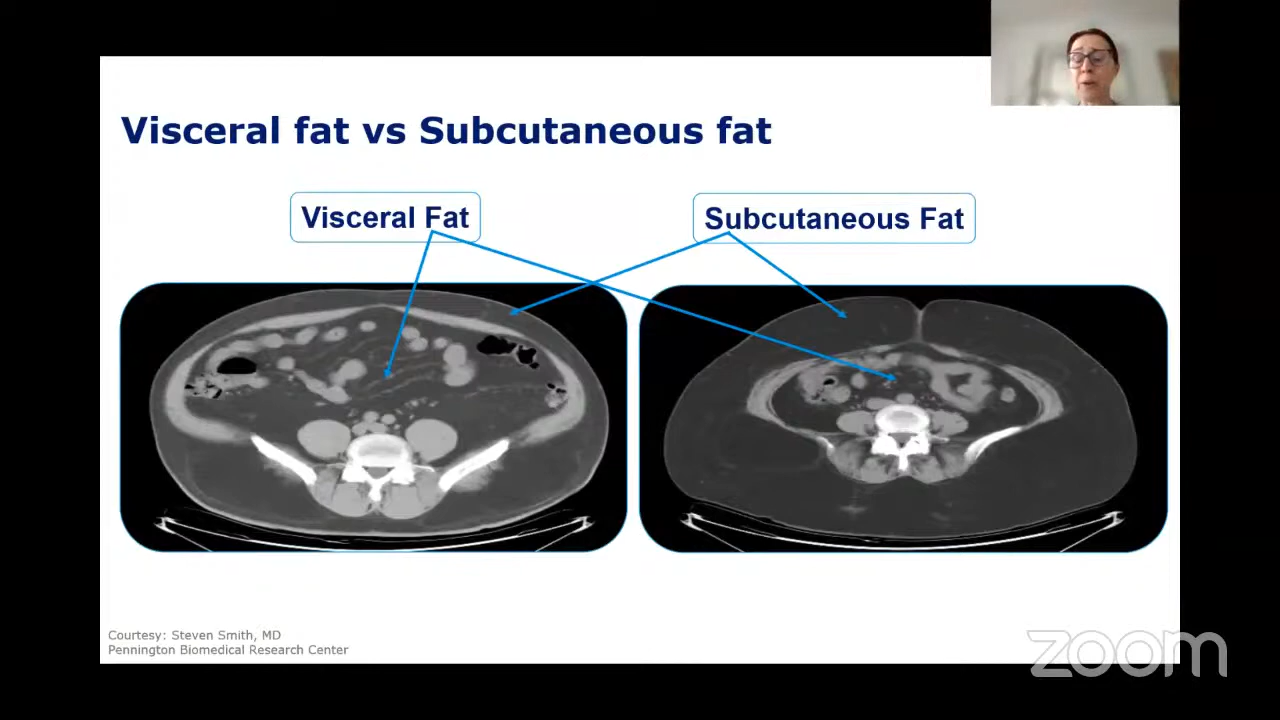 Visceral fat vs Subcutaneous fat
Visceral Fat
Subcutaneous Fat
Courtesy: Steven Smith, MD
Pennington Biomedical Research Center
zoom